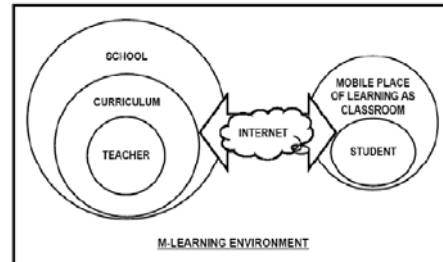 SCHOOL
CURRICULUM
TEACHER
INTERNET
MOBILE PLACE
OF LEARNING AS
CLASSROOM
STUDENT
M-LEARNING ENVIRONMENT